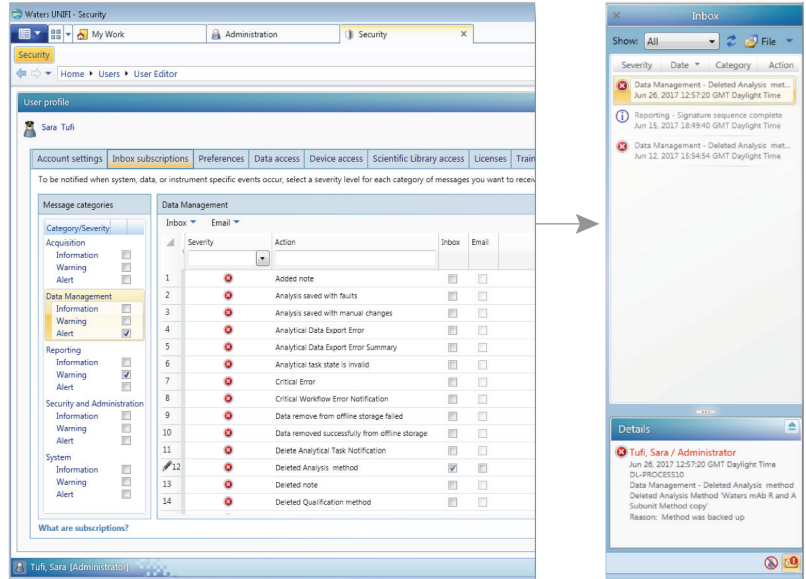 Waters UNIFI - Security
My Work
Administration
Security
×
Security
Home • Users • User Editor
User profile
Sara Tufi
Account settings
Inbox subscriptions
Preferences
Data access
Device access
Scientific Library access
Licenses
Train
To be notified when system, data, or instrument specific events occur, select a severity level for each category of messages you want to receiv
Message categories
Category/Severity
Acquisition
Information
Warning
Alert
Data Management
Information
Warning
Alert
Reporting
Information
Warning
Alert
Security and Administration
Information
Warning
Alert
System
Information
Warning
Alert
What are subscriptions?
Data Management
Inbox Email
Severity Action Inbox Email
1 Added note
2 Analysis saved with faults
3 Analysis saved with manual changes
4 Analytical Data Export Error
5 Analytical Data Export Error Summary
6 Analytical task state is invalid
7 Critical Error
8 Critical Workflow Error Notification
9 Data remove from offline storage failed
10 Data removed successfully from offline storage
11 Delete Analytical Task Notification
12 Deleted Analysis method
13 Deleted note
14 Deleted Qualification method
Tufi, Sara (Administrator)
× Inbox
Show: All File
Severity Date Category Action
Data Management - Deleted Analysis met...
Jun 26, 2017 12:57:20 GMT Daylight Time
Reporting - Signature sequence complete
Jun 15, 2017 18:49:40 GMT Daylight Time
Data Management - Deleted Analysis met...
Jun 12, 2017 15:54:54 GMT Daylight Time
Details
Tufi, Sara / Administrator
Jun 26, 2017 12:57:20 GMT Daylight Time
DL-PROCESS10
Data Management - Deleted Analysis method
Deleted Analysis Method 'Waters mAb R and A
Subunit Method copy'
Reason: Method was backed up